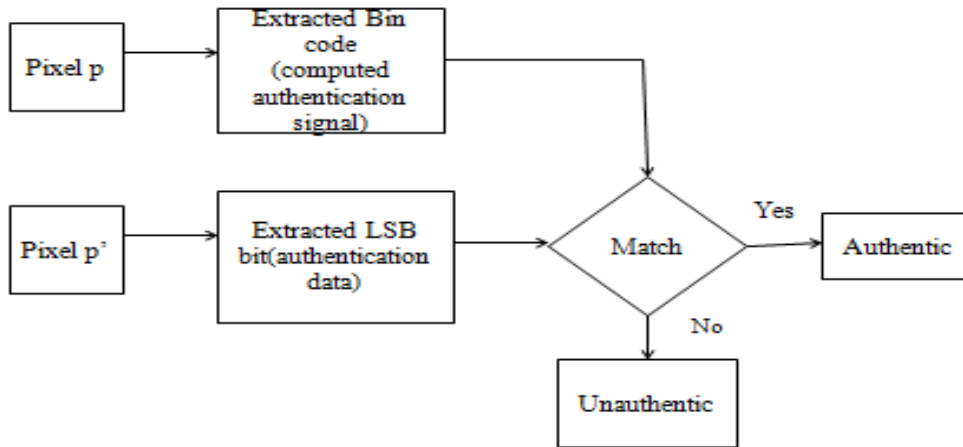 Pixel p
Extracted Bin
code
(computed
authentication
signal)
Pixel p’
Extracted LSB
bit(authentication
data)
Match
Yes
Authentic
No
Unauthentic